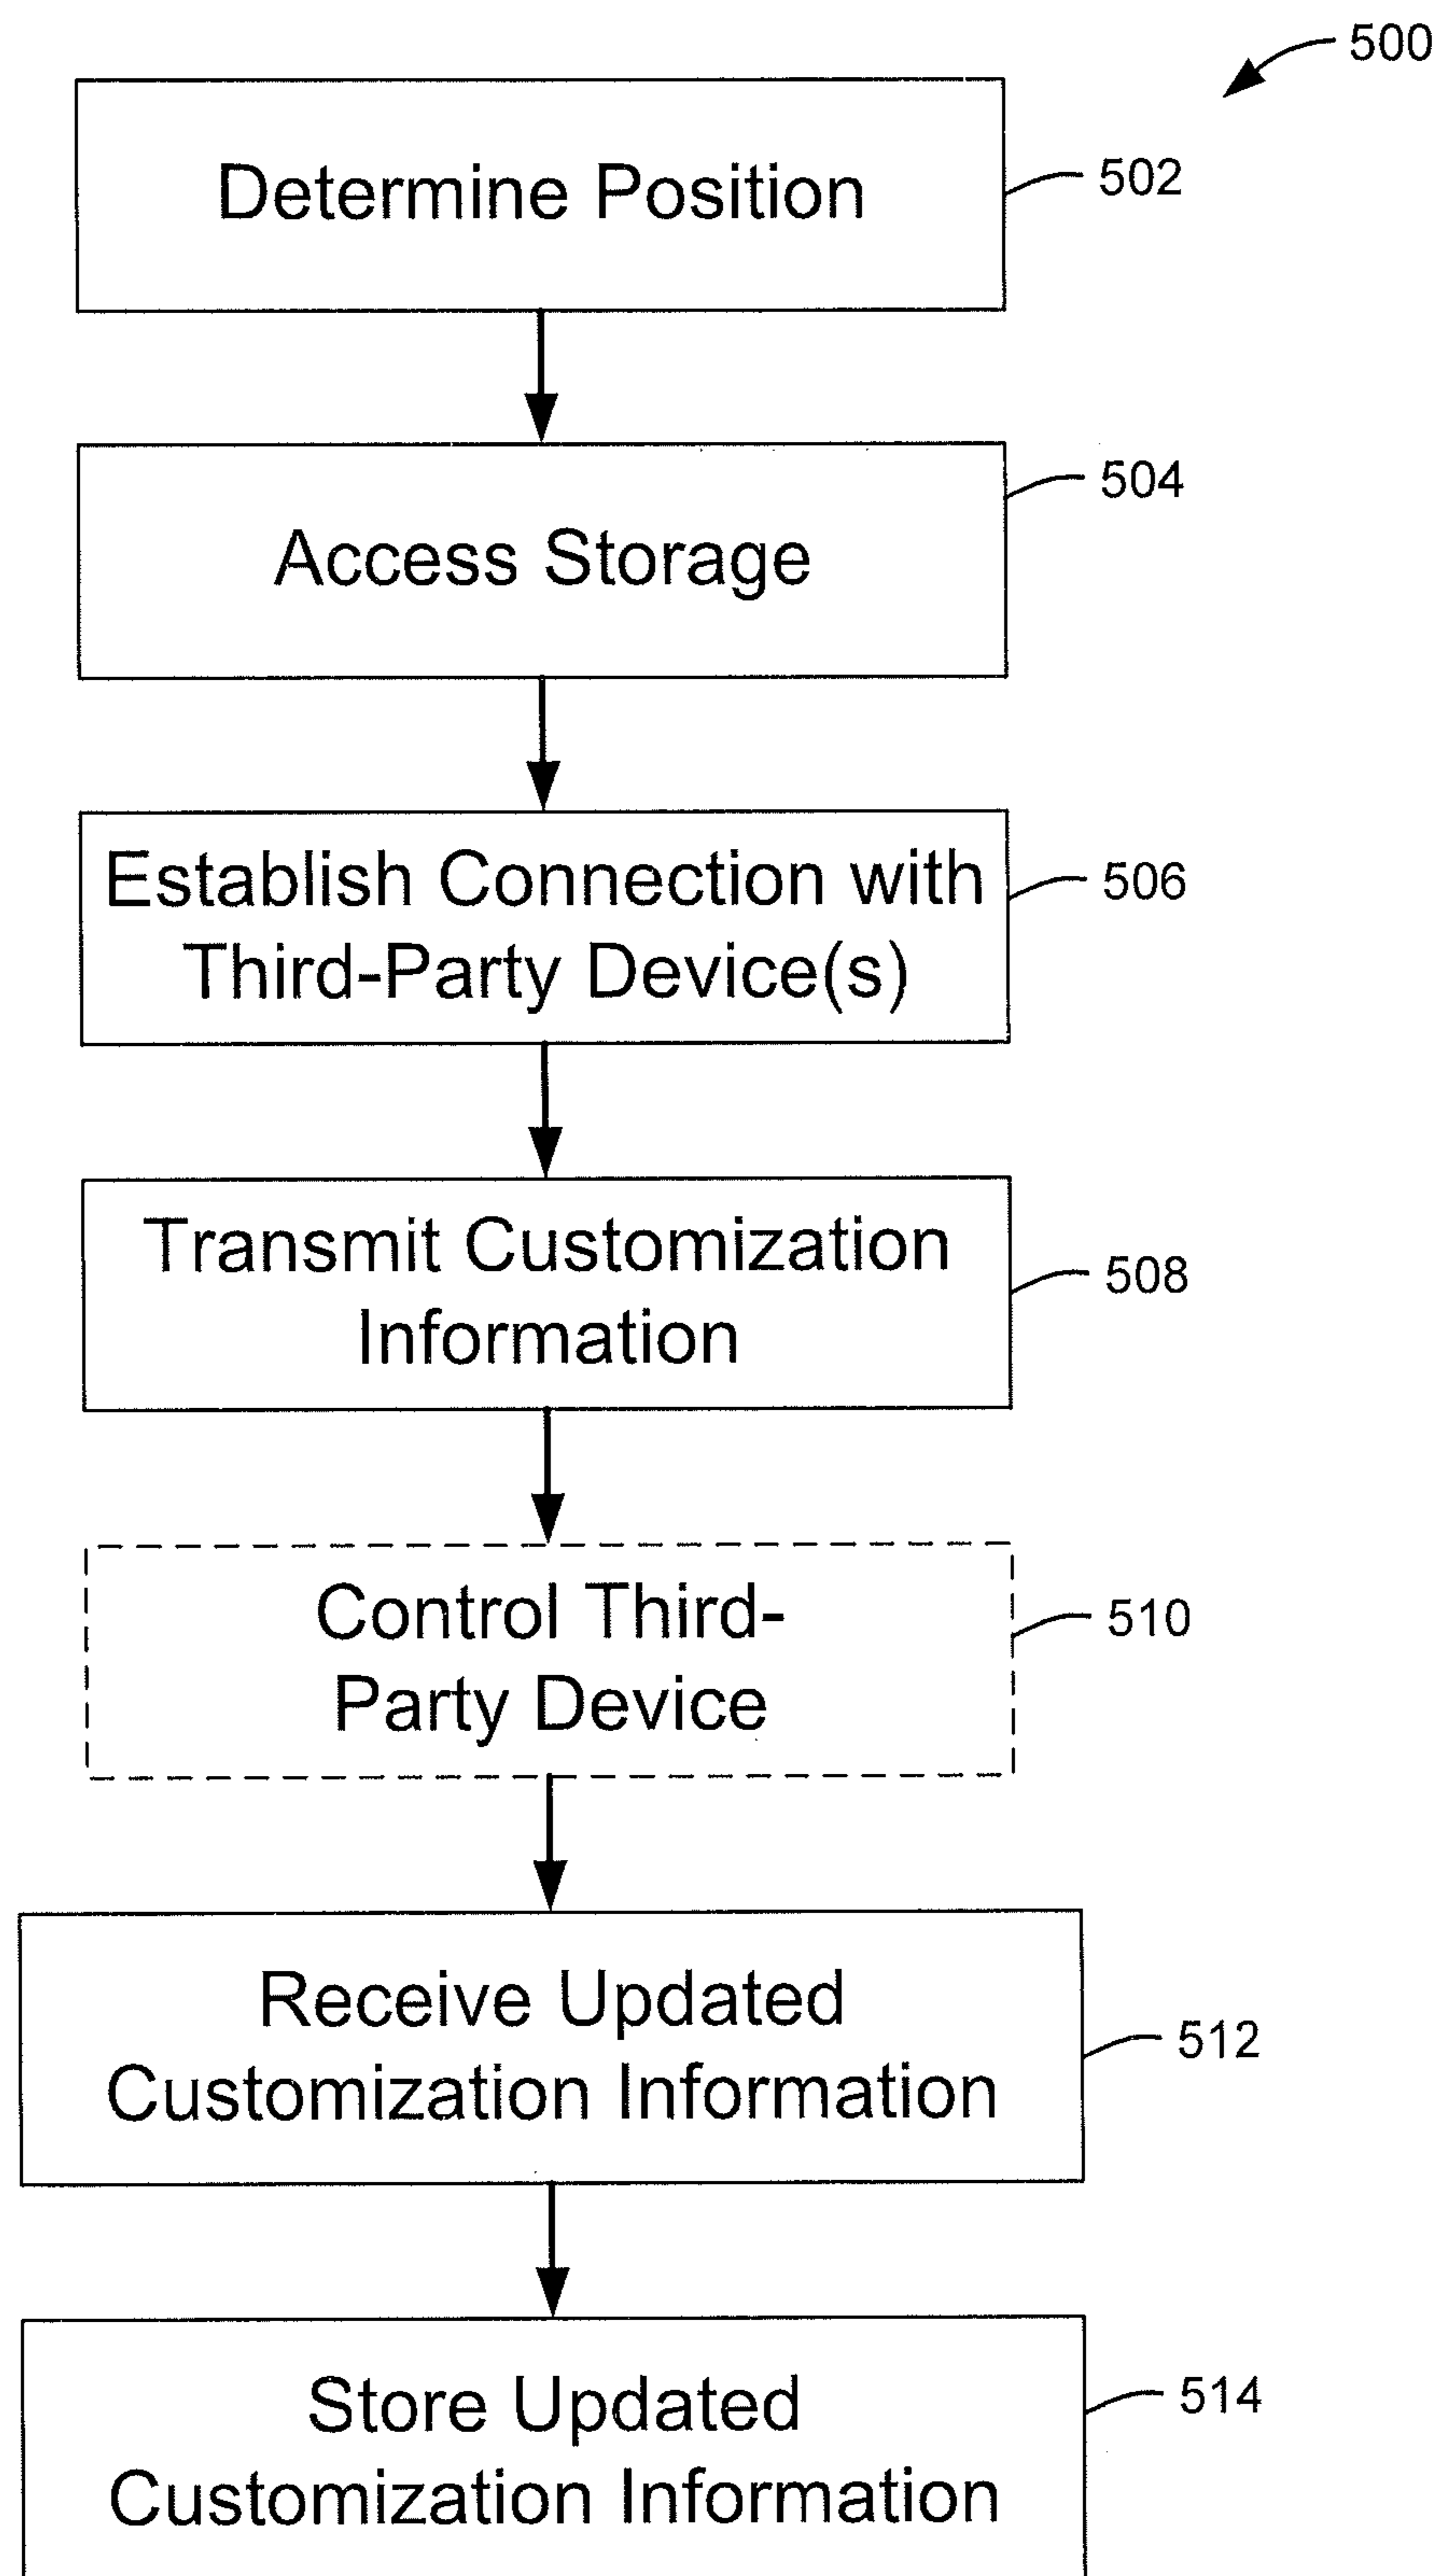 500
Determine Position
502
Access Storage
504
Establish Connection with
Third-Party Device(s)
506
Transmit Customization
Information
508
Control Third-
Party Device
510
Receive Updated
Customization Information
512
Store Updated
Customization Information
514